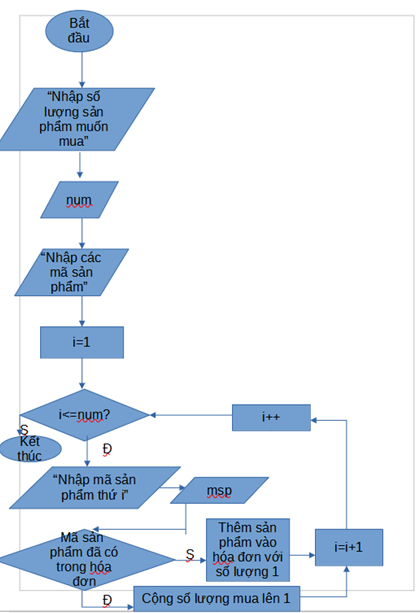 Bắt
đầu
“Nhập số
lượng sản
phẩm muốn
mua”
num
“Nhập các
mã sản
phẩm”
i=1
i<=num?
i++
S
Kết
thúc
Đ
“Nhập mã sản
phẩm thứ i”
msp
Mã sản
phẩm đã có
trong hóa
đơn
S
Thêm sản
phẩm vào
hóa đơn với
số lượng 1
i=i+1
Đ
Cộng số lượng mua lên 1